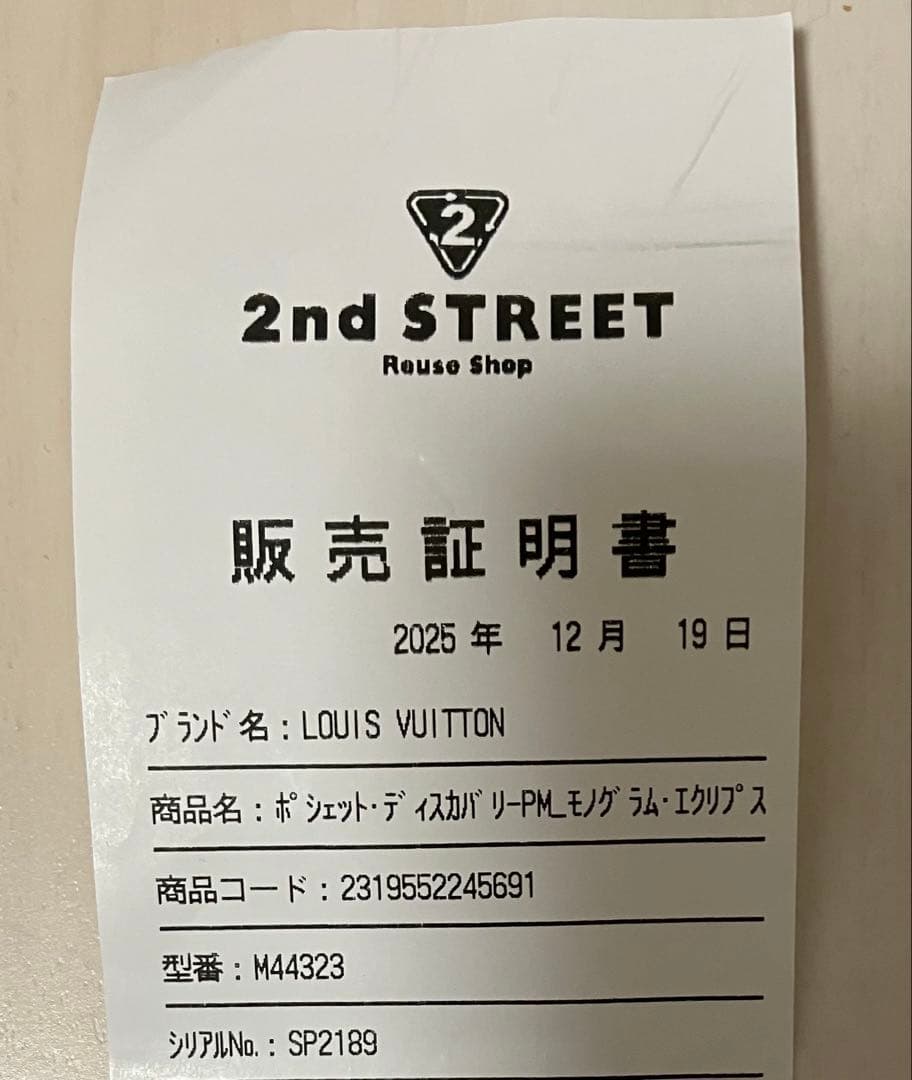 2
2nd STREET
Reuse Shop
販売証明書
2025 年 12 月 19 日
ﾌﾞﾗﾝﾄﾞ名：LOUIS VUITTON
商品名：ﾎﾟｼｪｯﾄ･ﾃﾞｨｽｶﾊﾞﾘｰPM_ﾓﾉｸﾞﾗﾑ･ｴｸﾘﾌﾟｽ
商品コード：2319552245691
型番：M44323
ｼﾘｱﾙNo.：SP2189